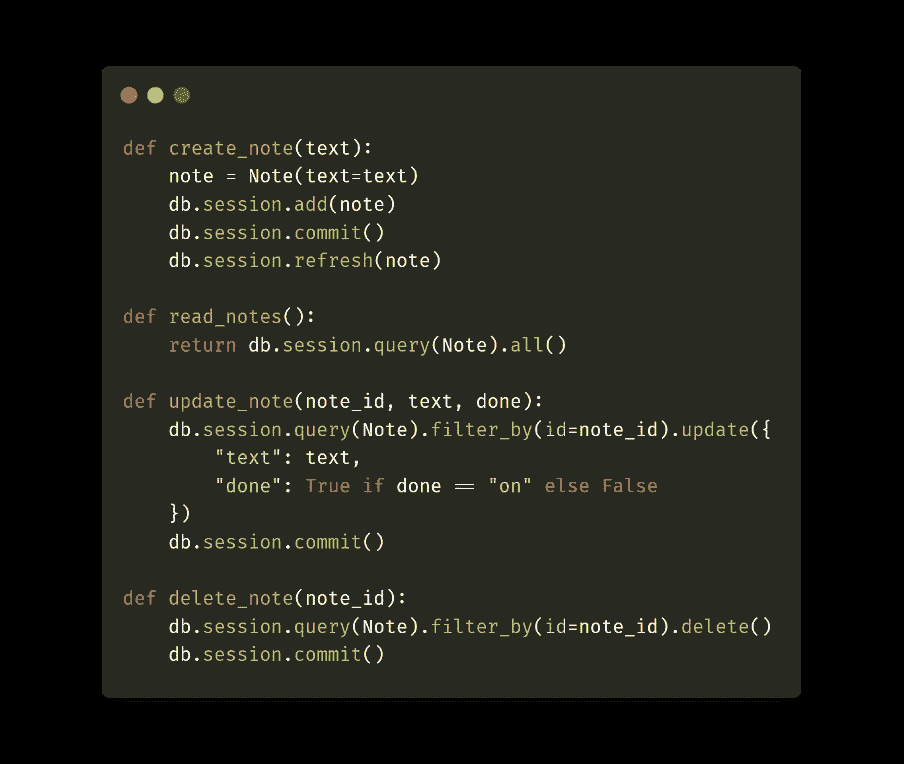 def create_note(text):
    note = Note(text=text)
    db.session.add(note)
    db.session.commit()
    db.session.refresh(note)

def read_notes():
    return db.session.query(Note).all()

def update_note(note_id, text, done):
    db.session.query(Note).filter_by(id=note_id).update({
        "text": text,
        "done": True if done == "on" else False
    })
    db.session.commit()

def delete_note(note_id):
    db.session.query(Note).filter_by(id=note_id).delete()
    db.session.commit()